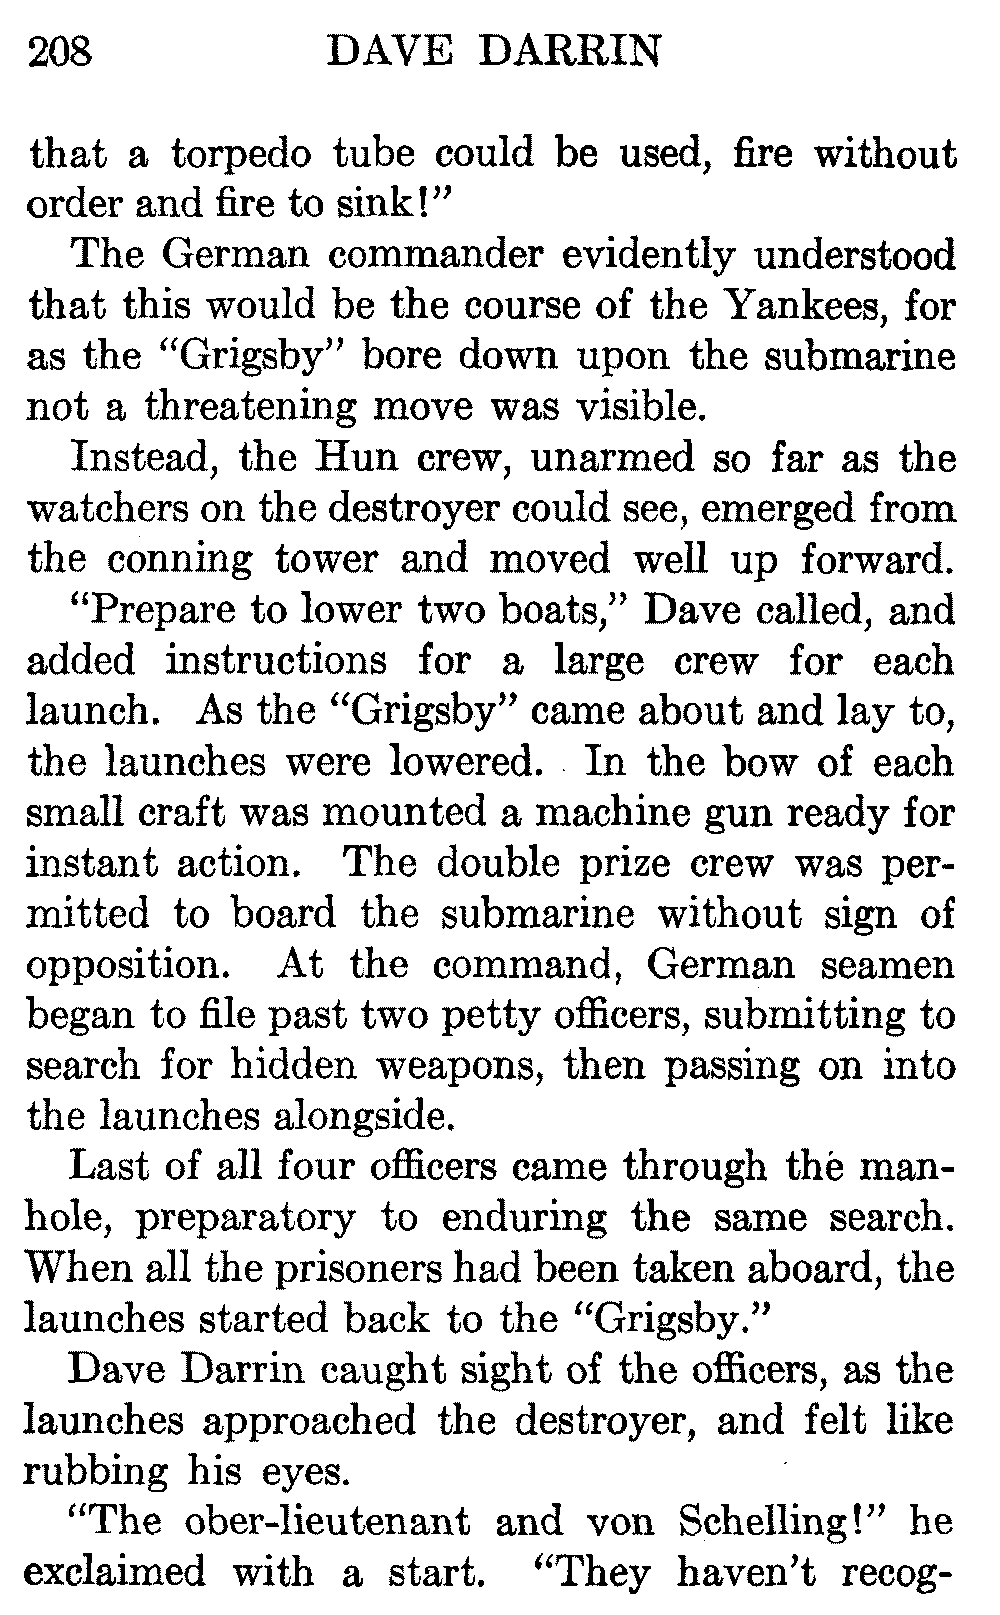 208 DAVE DARRIN
that a torpedo tube could be used, fire without
order and fire to sink!”
The German commander evidently understood
that this would be the course of the Yankees, for
as the “Grigsby” bore down upon the submarine
not a threatening move was visible.
Instead, the Hun crew, unarmed so far as the
watchers on the destroyer could see, emerged from
the conning tower and moved well up forward.
“Prepare to lower two boats,” Dave called, and
added instructions for a large crew for each
launch. As the “Grigsby” came about and lay to,
the launches were lowered. In the bow of each
small craft was mounted a machine gun ready for
instant action. The double prize crew was per-
mitted to board the submarine without sign of
opposition. At the command, German seamen
began to file past two petty officers, submitting to
search for hidden weapons, then passing on into
the launches alongside.
Last of all four officers came through the man-
hole, preparatory to enduring the same search.
When all the prisoners had been taken aboard, the
launches started back to the “Grigsby.”
Dave Darrin caught sight of the officers, as the
launches approached the destroyer, and felt like
rubbing his eyes.
“The ober-lieutenant and von Schelling!” he
exclaimed with a start. “They haven’t recog-